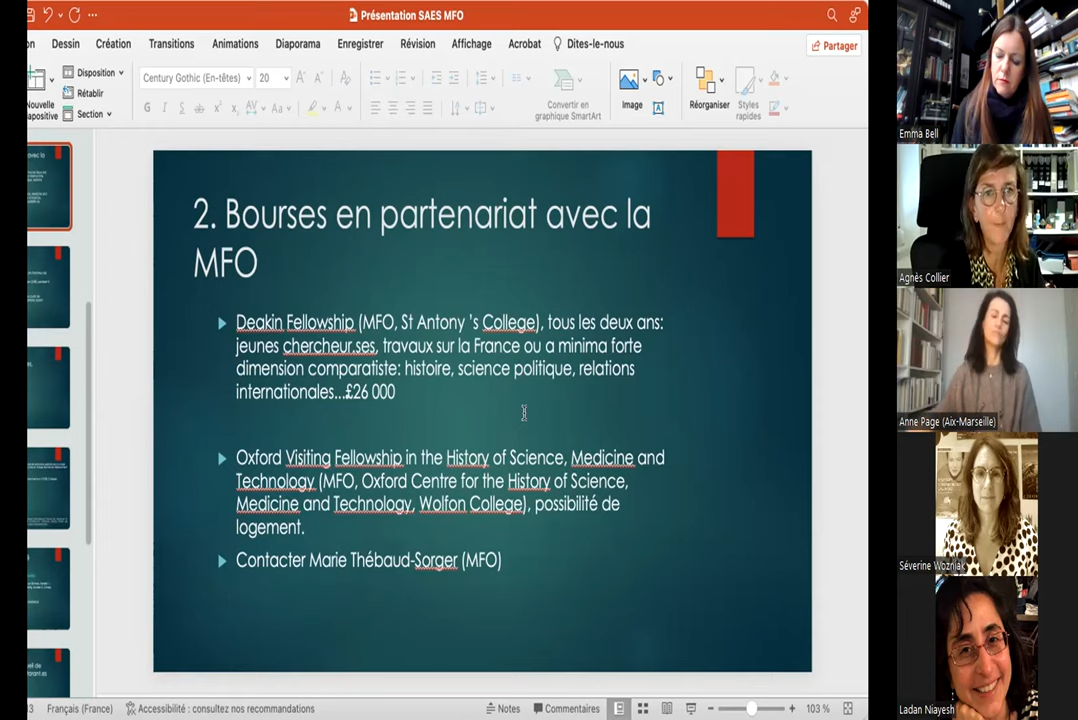 Présentation SAES MFO
on Dessin Création Transitions Animations Diaporama Enregistrer Révision Affichage Acrobat Dites-le-nous
Partager
Nouvelle
apositive
Disposition
Rétablir
Section
Century Gothic (En-têtes) 20
Convertir en
graphique SmartArt
Image
Réorganiser
Styles
rapides
2. Bourses en partenariat avec la
MFO
Deakin Fellowship (MFO, St Antony 's College), tous les deux ans:
jeunes chercheur.ses, travaux sur la France ou a minima forte
dimension comparatiste: histoire, science politique, relations
internationales...£26 000
Oxford Visiting Fellowship in the History of Science, Medicine and
Technology (MFO, Oxford Centre for the History of Science,
Medicine and Technology, Wolfon College), possibilité de
logement.
Contacter Marie Thébaud-Sorger (MFO)
Emma Bell
Agnès Collier
Anne Page (Aix-Marseille)
Séverine Wozniak
Ladan Niayesh
13 Français (France) Accessibilité : consultez nos recommandations Notes Commentaires 103 %